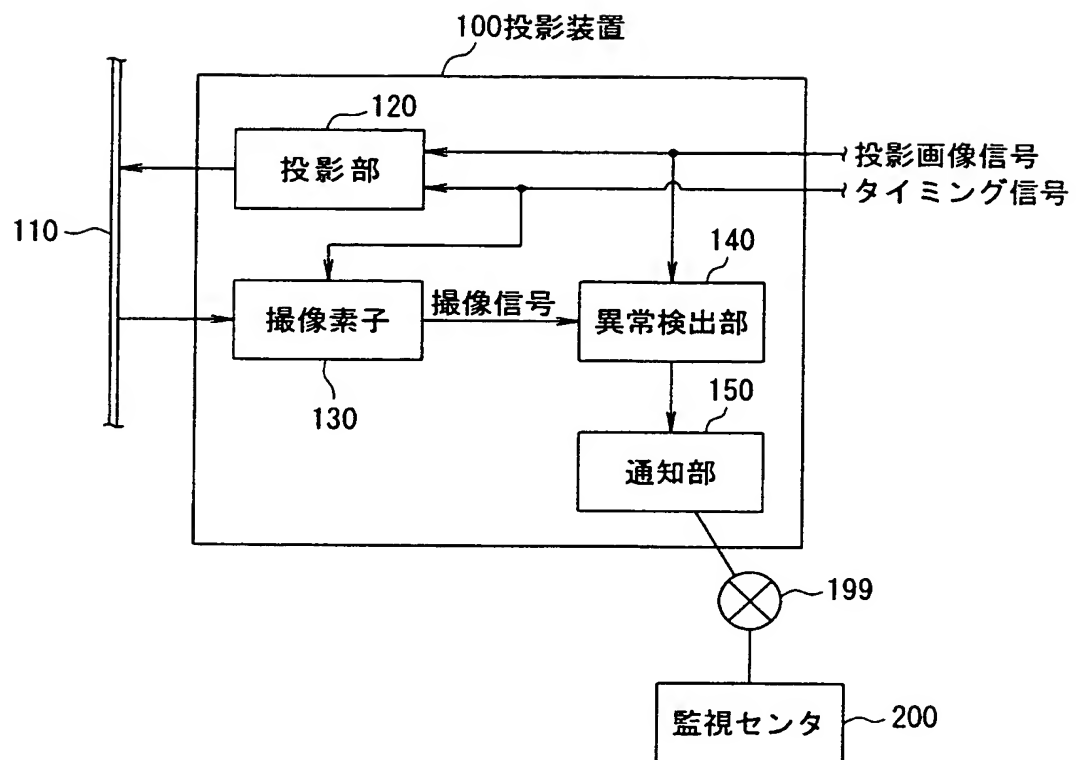 100投影装置
120
投影部
投影画像信号
タイミング信号
110
140
撮像素子
撮像信号
異常検出部
130
150
通知部
199
監視センタ
200